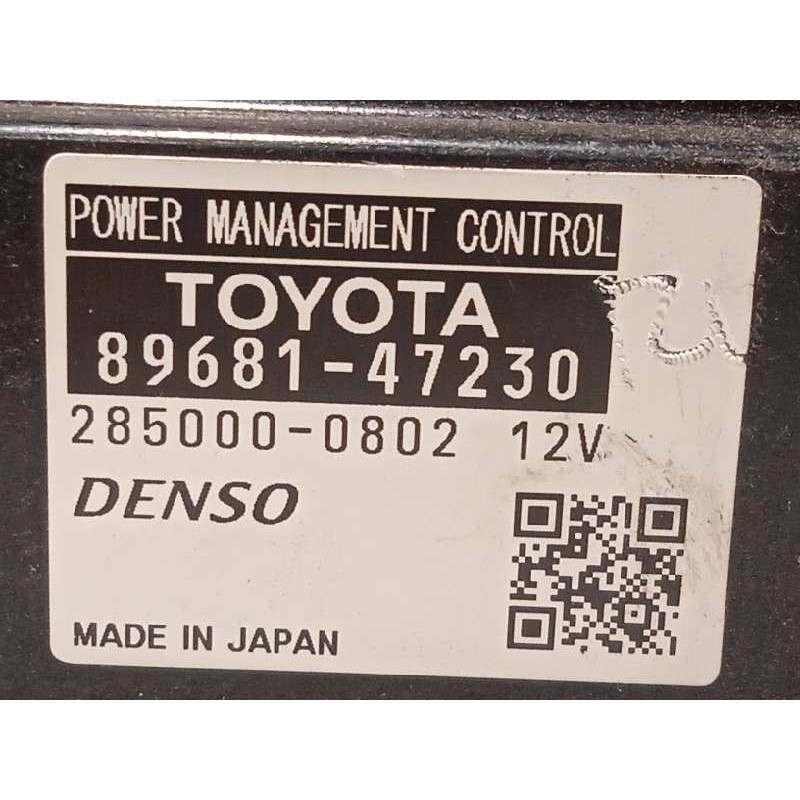 POWER MANAGEMENT CONTROL
TOYOTA
89681-47230
285000-0802 12V
DENSO
MADE IN JAPAN